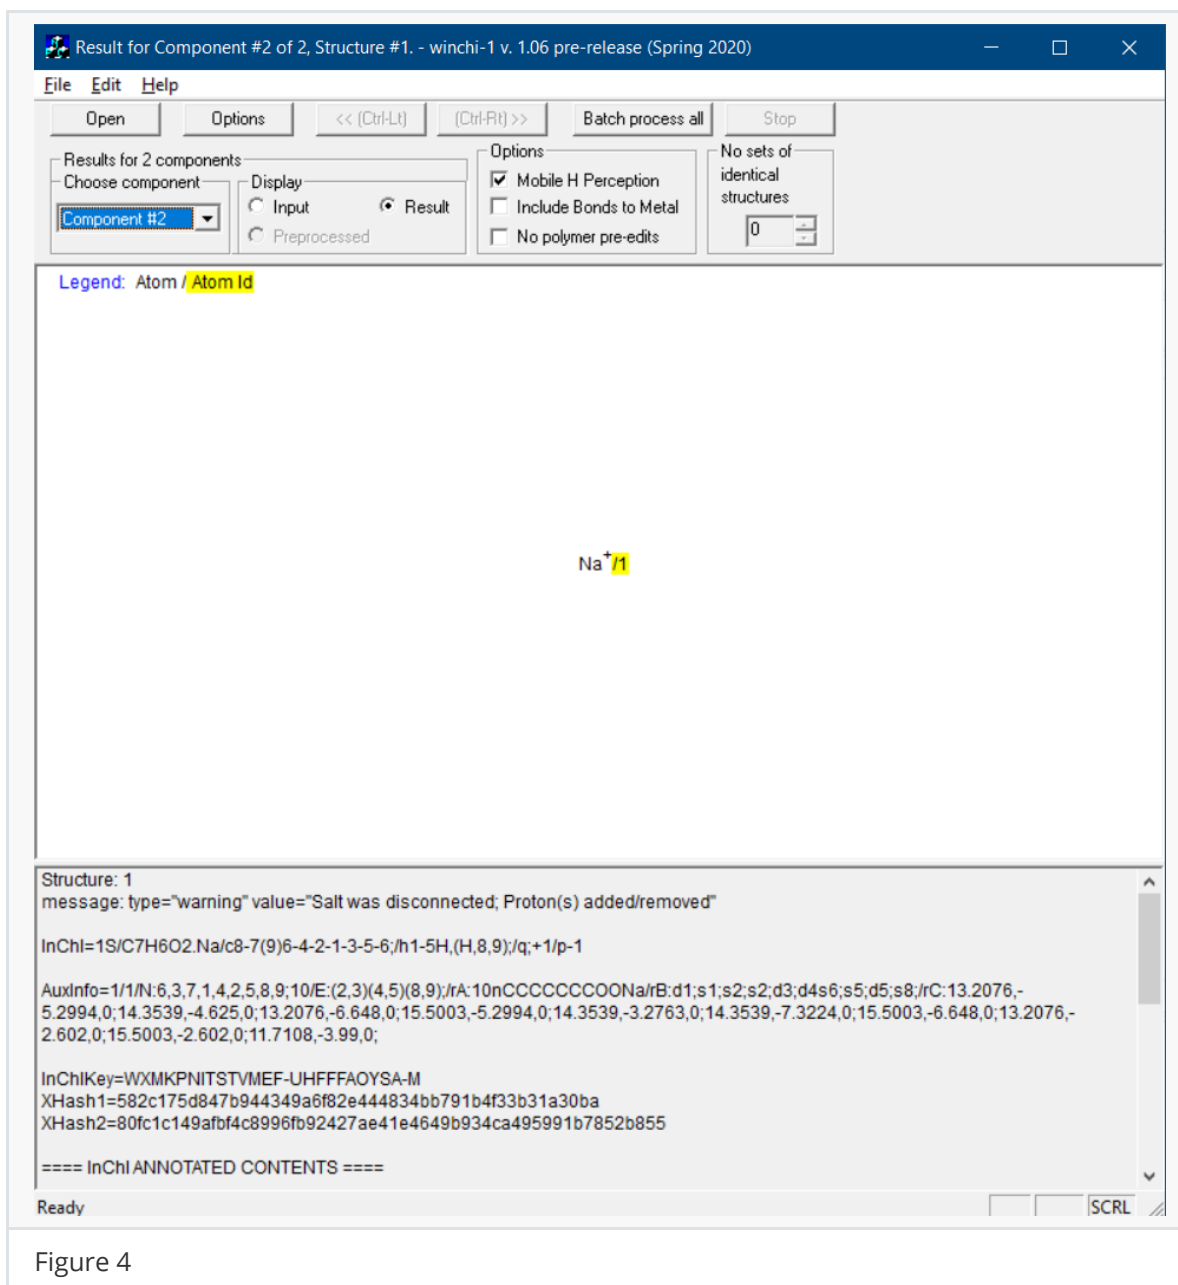 Result for Component #2 of 2, Structure #1. - winchi-1 v. 1.06 pre-release (Spring 2020)
File Edit Help
Open Options << (Ctrl-Lt) (Ctrl-Rt) >> Batch process all Stop
Results for 2 components
Choose component
Component #2
Display
Input Result
Preprocessed
Options
Mobile H Perception
Include Bonds to Metal
No polymer pre-edits
No sets of
identical
structures
0
Legend: Atom / Atom Id
Na+/1
Structure: 1
message: type="warning" value="Salt was disconnected; Proton(s) added/removed"
InChI=1S/C7H6O2.Na/c8-7(9)6-4-2-1-3-5-6;/h1-5H,(H,8,9);/q;+1/p-1
AuxInfo=1/1/N:6,3,7,1,4,2,5,8,9;10/E:(2,3)(4,5)(8,9);/rA:10nCCCCCCCOONa/rB:d1;s1;s2;s2;d3;d4s6;s5;d5;s8;/rC:13.2076,-
5.2994,0;14.3539,-4.625,0;13.2076,-6.648,0;15.5003,-5.2994,0;14.3539,-3.2763,0;14.3539,-7.3224,0;15.5003,-6.648,0;13.2076,-
2.602,0;15.5003,-2.602,0;11.7108,-3.99,0;
InChIKey=WXMKPNITSTVMEF-UHFFFAOYSA-M
XHash1=582c175d847b944349a6f82e444834bb791b4f33b31a30ba
XHash2=80fc1c149afbf4c8996fb92427ae41e4649b934ca495991b7852b855
==== InChI ANNOTATED CONTENTS ====
Ready SCRL
Figure 4